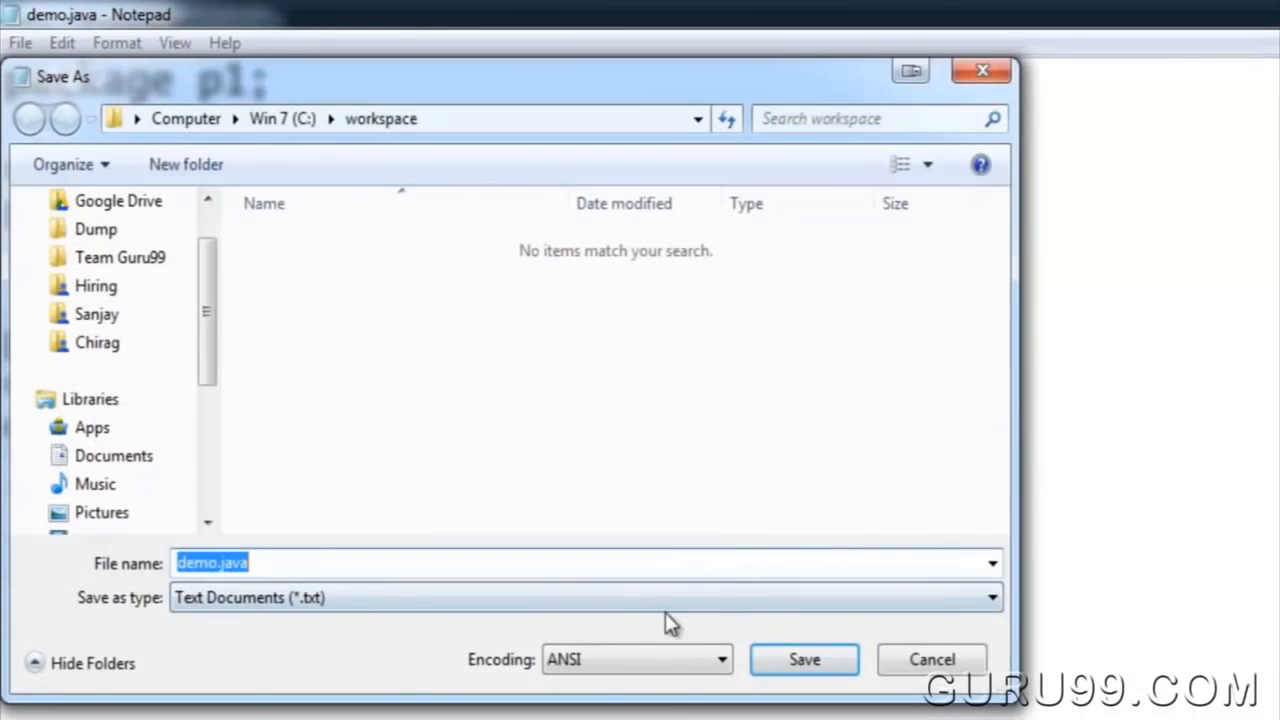 demo.java - Notepad
File Edit Format View Help
package p1;
Save As
Computer Win 7 (C:) workspace
Search workspace
Organize New folder
Google Drive
Dump
Team Guru99
Hiring
Sanjay
Chirag
Libraries
Apps
Documents
Music
Pictures
Name Date modified Type Size
No items match your search.
File name: demo.java
Save as type: Text Documents (*.txt)
Hide Folders
Encoding: ANSI
Save Cancel
GURU99.COM